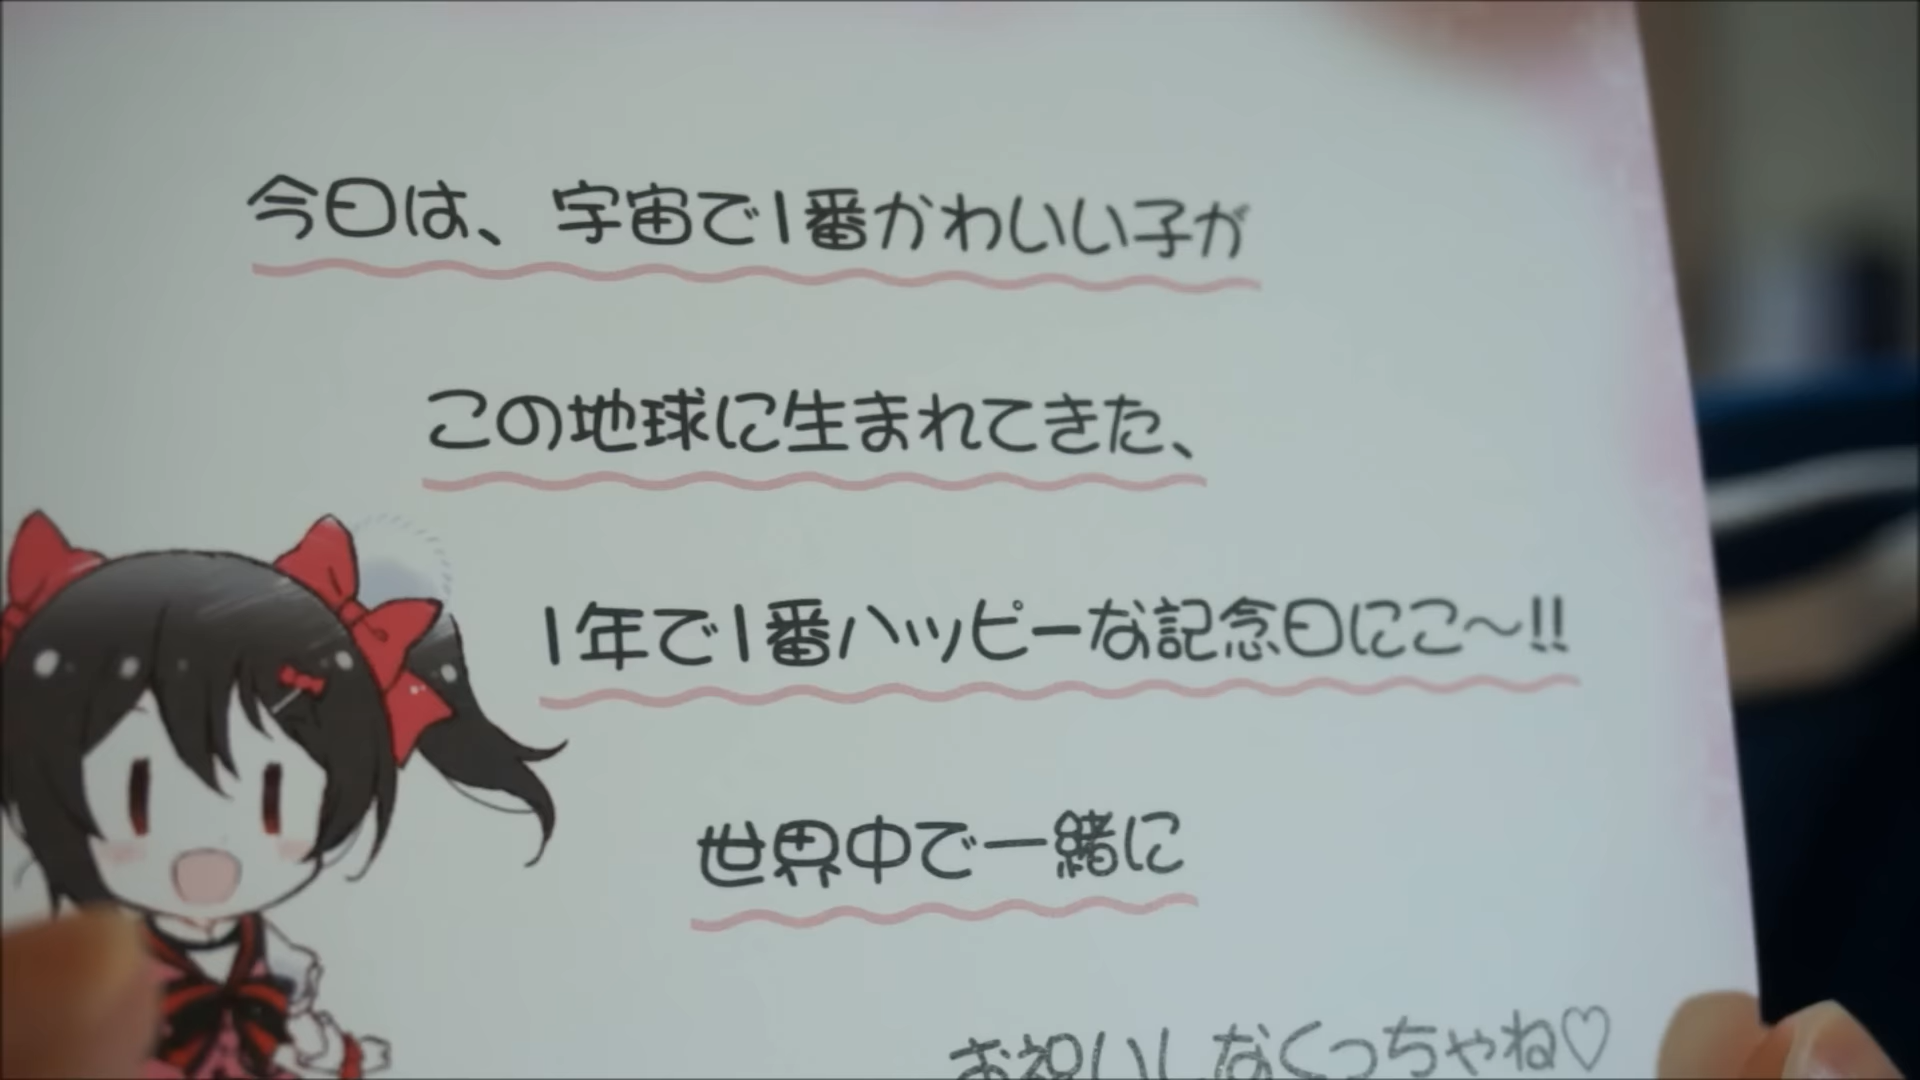 今日は、宇宙で1番かわいい子が
この地球に生まれてきた、
1年で1番ハッピーな記念日にこ〜!!
世界中で一緒に
お祝いしなくっちゃね♡